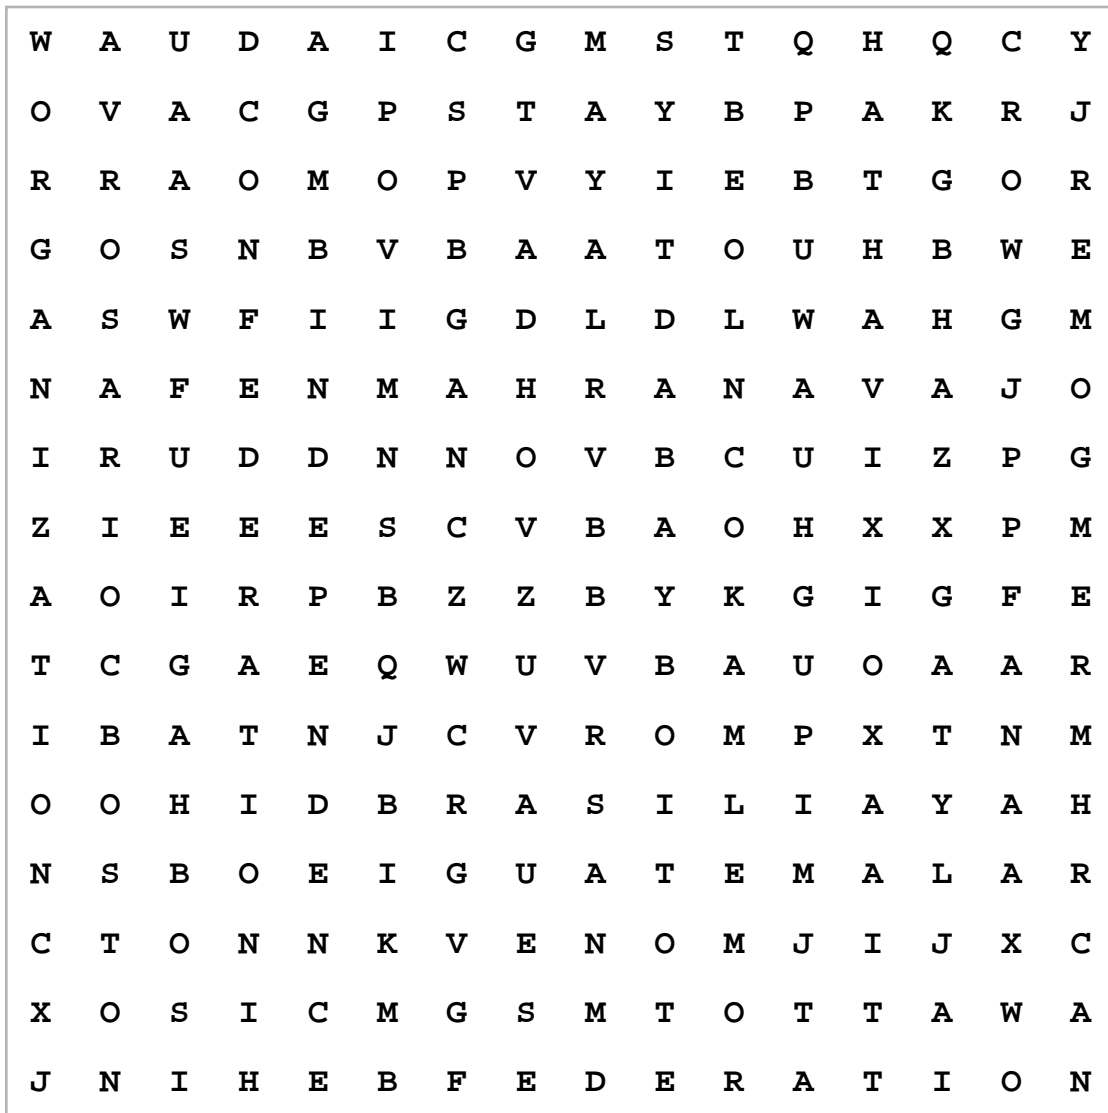 W A U D A I C G M S T Q H Q C Y
O V A C G P S T A Y B P A K R J
R R A O M O P V Y I E B T G O R
G O S N B V B A A T O U H B W E
A S W F I I G D L D L W A H G M
N A F E N M A H R A N A V A J O
I R U D D N N O V B C U I Z P G
Z I E E E S C V B A O H X X P M
A O I R P B Z Z B Y K G I G F E
T C G A E Q W U V B A U O A A R
I B A T N J C V R O M P X T N M
O O H I D B R A S I L I A Y A H
N S B O E I G U A T E M A L A R
C T O N N K V E N O M J I J X C
X O S I C M G S M T O T T A W A
J N I H E B F E D E R A T I O N